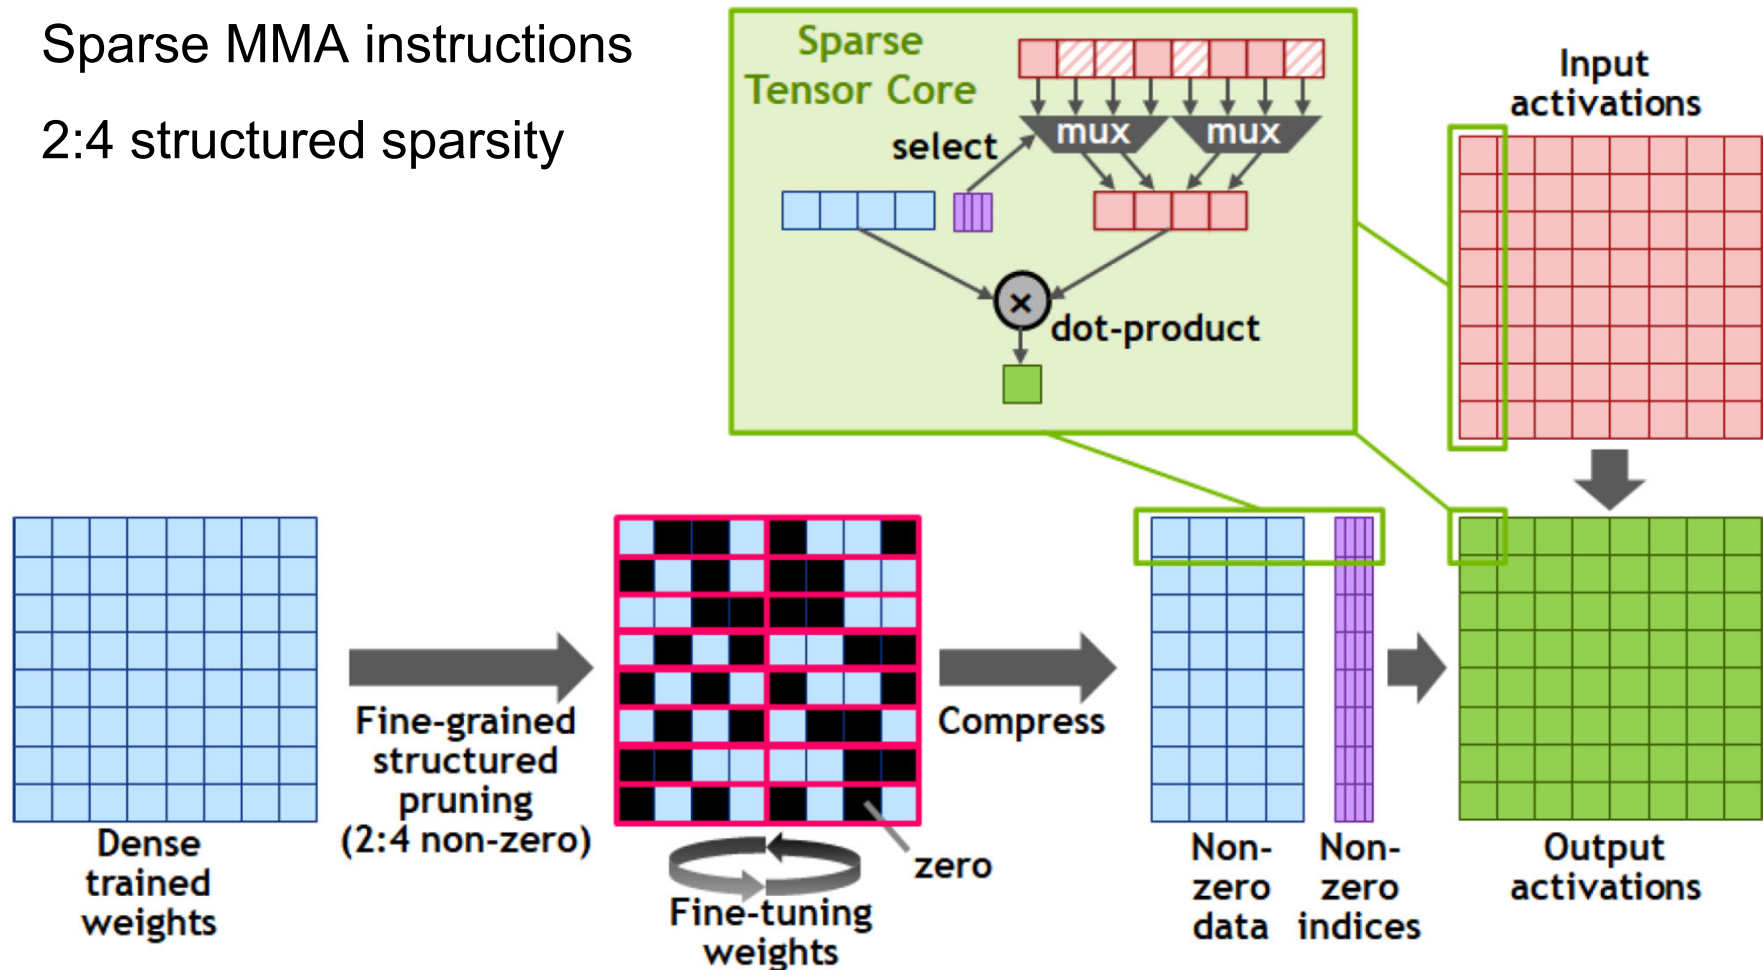 Sparse MMA instructions
2:4 structured sparsity
Sparse
Tensor Core
select
mux
mux
×
dot-product
Input
activations
Dense
trained
weights
Fine-grained
structured
pruning
(2:4 non-zero)
zero
Fine-tuning
weights
Compress
Non-
zero
data
Non-
zero
indices
Output
activations